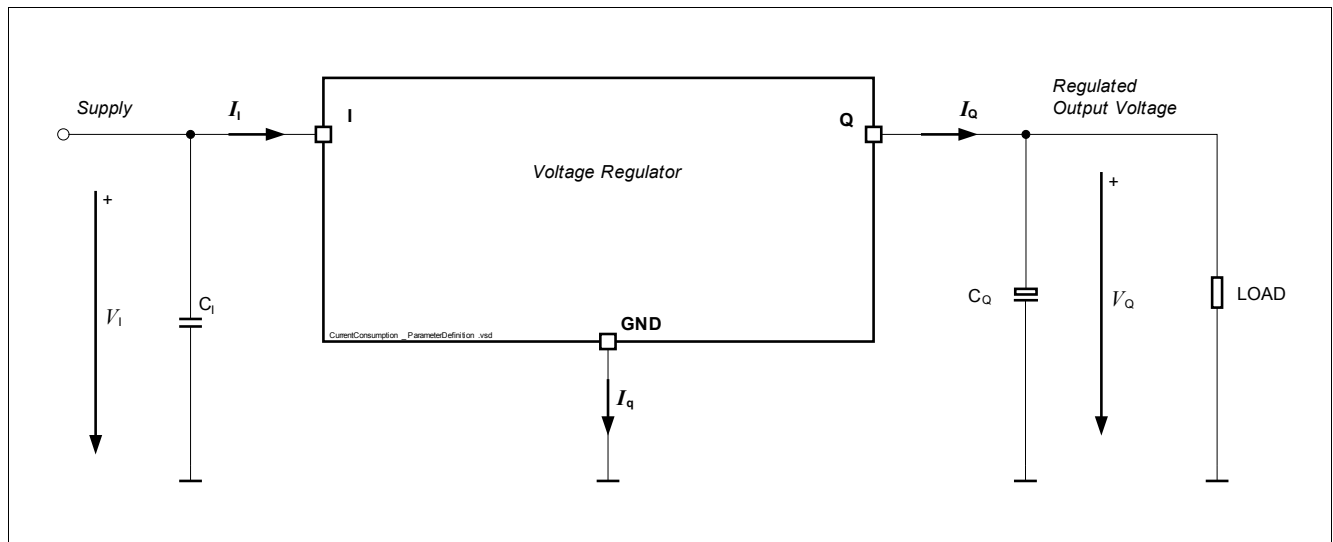 Supply
I_I
I
Q
I_Q
Regulated
Output Voltage
Voltage Regulator
+
+
V_I
C_I
C_Q
V_Q
LOAD
GND
CurrentConsumption _ ParameterDefinition .vsd
I_q